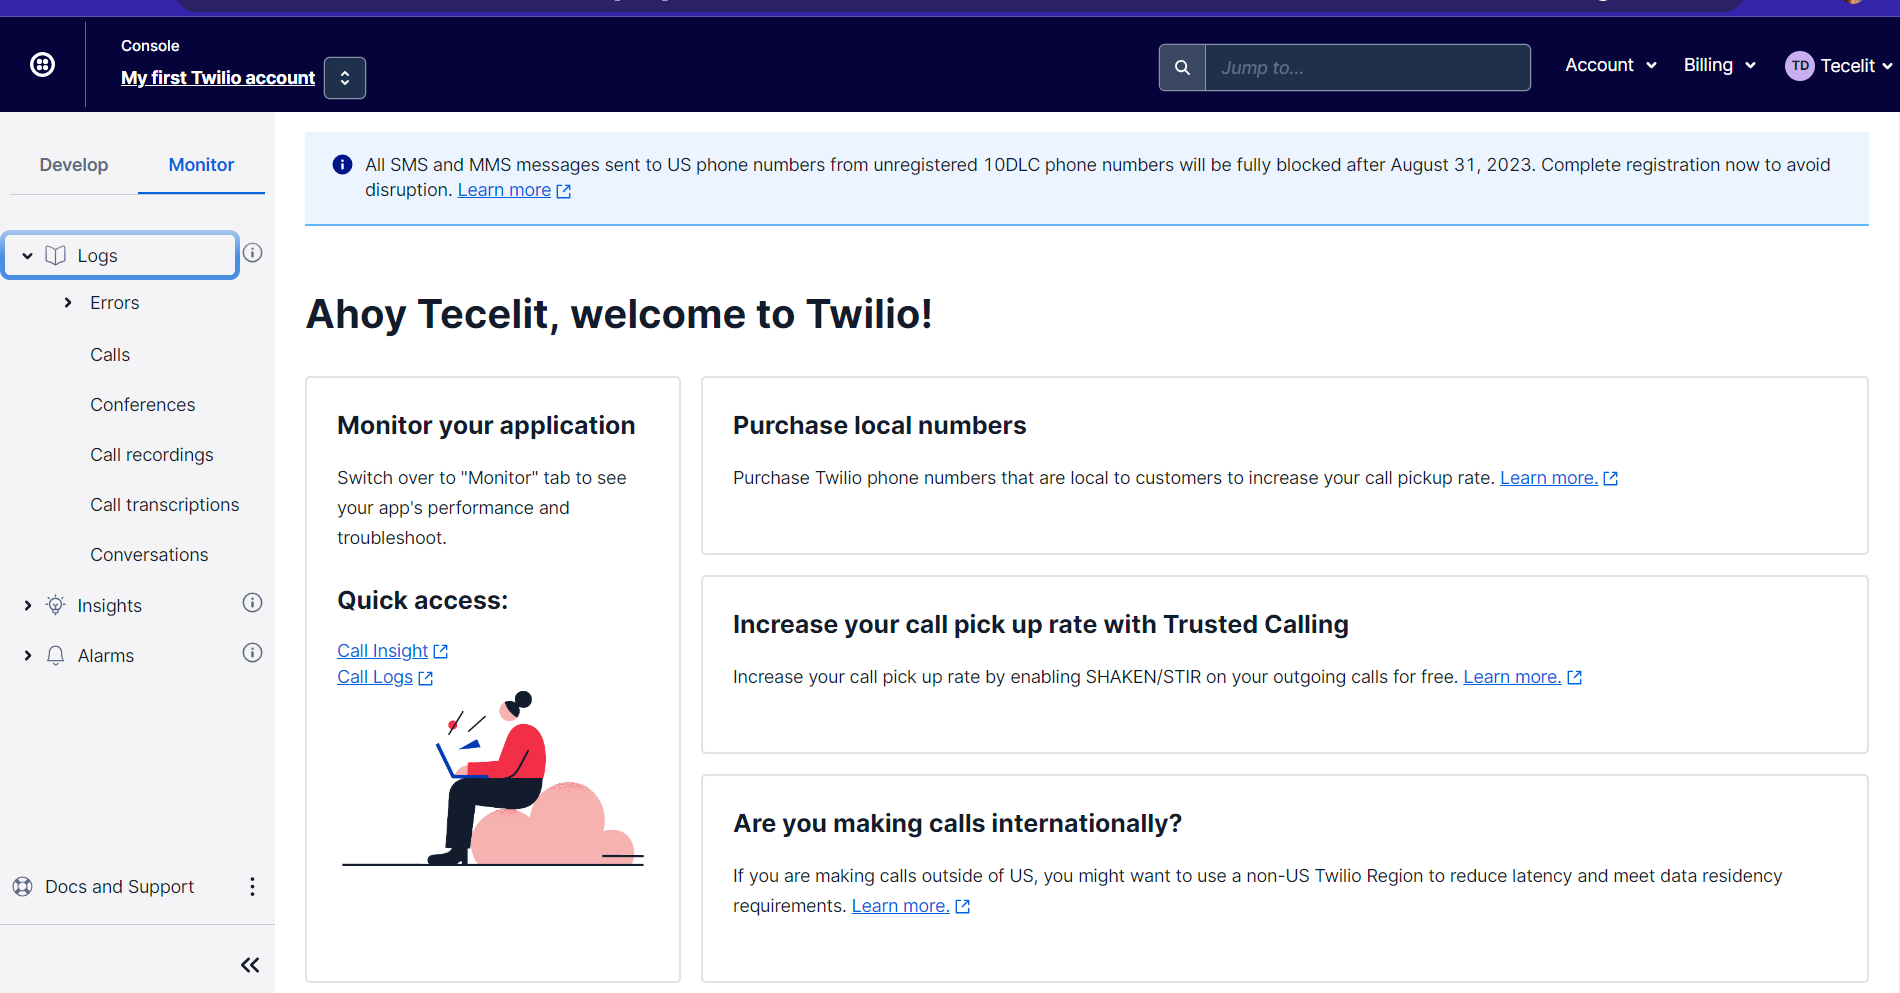 Console
My first Twilio account
Jump to...
Account
Billing
TD
Tecelit
Develop
Monitor
Logs
Errors
Calls
Conferences
Call recordings
Call transcriptions
Conversations
Insights
Alarms
Docs and Support
All SMS and MMS messages sent to US phone numbers from unregistered 10DLC phone numbers will be fully blocked after August 31, 2023. Complete registration now to avoid
disruption. Learn more
Ahoy Tecelit, welcome to Twilio!
Monitor your application
Switch over to "Monitor" tab to see
your app's performance and
troubleshoot.
Quick access:
Call Insight
Call Logs
Purchase local numbers
Purchase Twilio phone numbers that are local to customers to increase your call pickup rate. Learn more.
Increase your call pick up rate with Trusted Calling
Increase your call pick up rate by enabling SHAKEN/STIR on your outgoing calls for free. Learn more.
Are you making calls internationally?
If you are making calls outside of US, you might want to use a non-US Twilio Region to reduce latency and meet data residency
requirements. Learn more.